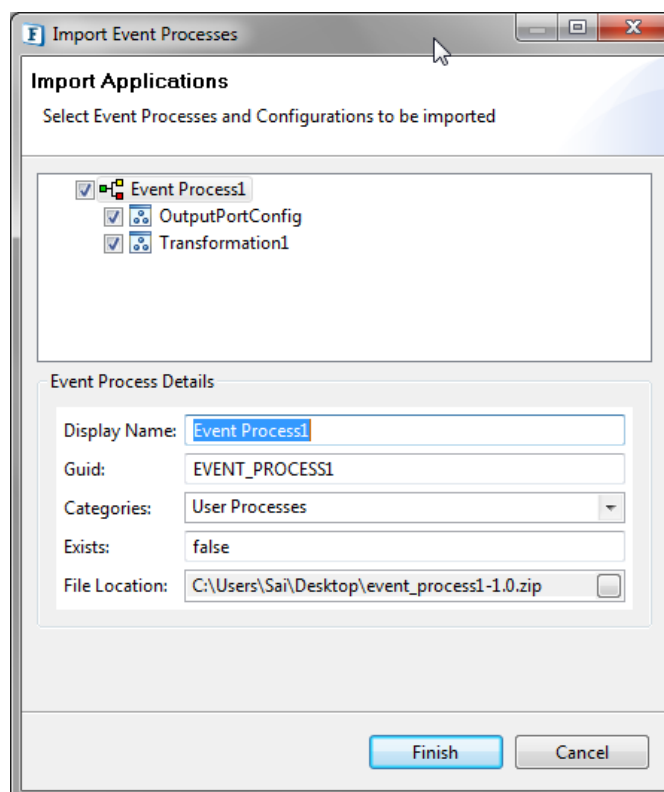 Import Event Processes
Import Applications
Select Event Processes and Configurations to be imported
Event Process1
OutputPortConfig
Transformation1
Event Process Details
Display Name: Event Process1
Guid: EVENT_PROCESS1
Categories: User Processes
Exists: false
File Location: C:\Users\Sai\Desktop\event_process1-1.0.zip
Finish Cancel